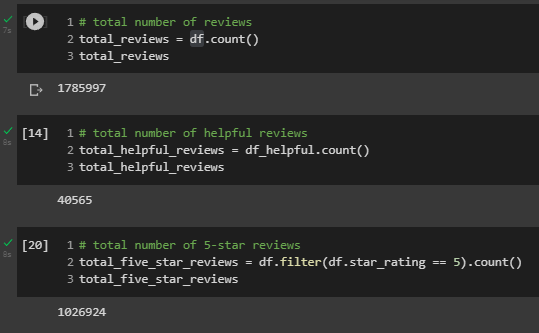 1 # total number of reviews
7s
2 total_reviews = df.count()
3 total_reviews
1785997
[14] 1 # total number of helpful reviews
8s
2 total_helpful_reviews = df_helpful.count()
3 total_helpful_reviews
40565
[20] 1 # total number of 5-star reviews
8s
2 total_five_star_reviews = df.filter(df.star_rating == 5).count()
3 total_five_star_reviews
1026924